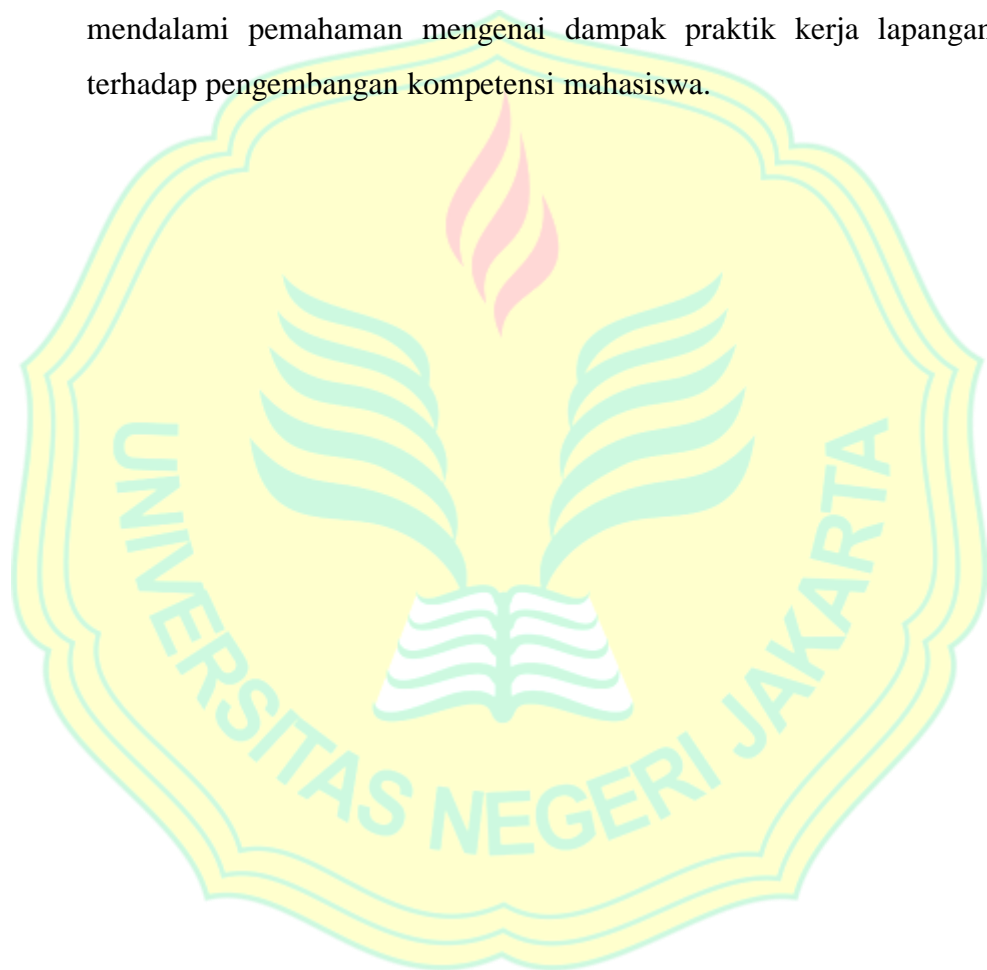 mendalami pemahaman mengenai dampak praktik kerja lapangan
terhadap pengembangan kompetensi mahasiswa.
UNIVERSITAS NEGERI JAKARTA